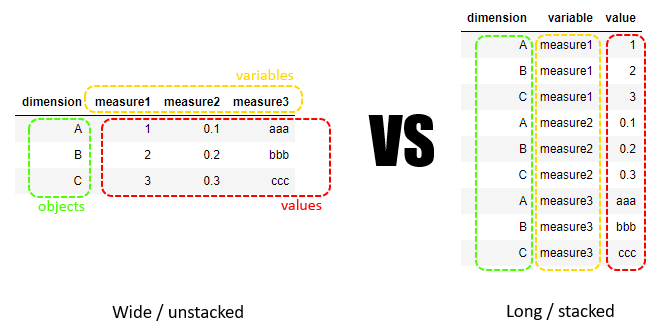 variables
dimension measure1 measure2 measure3
A 1 0.1 aaa
B 2 0.2 bbb
C 3 0.3 ccc
objects values
Wide / unstacked
VS
dimension variable value
A measure1 1
B measure1 2
C measure1 3
A measure2 0.1
B measure2 0.2
C measure2 0.3
A measure3 aaa
B measure3 bbb
C measure3 ccc
Long / stacked